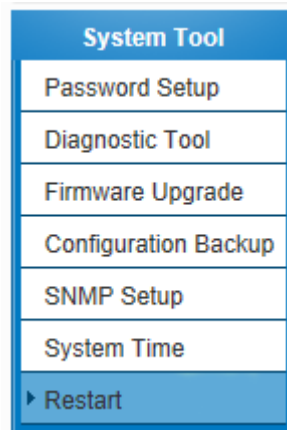 System Tool
Password Setup
Diagnostic Tool
Firmware Upgrade
Configuration Backup
SNMP Setup
System Time
Restart